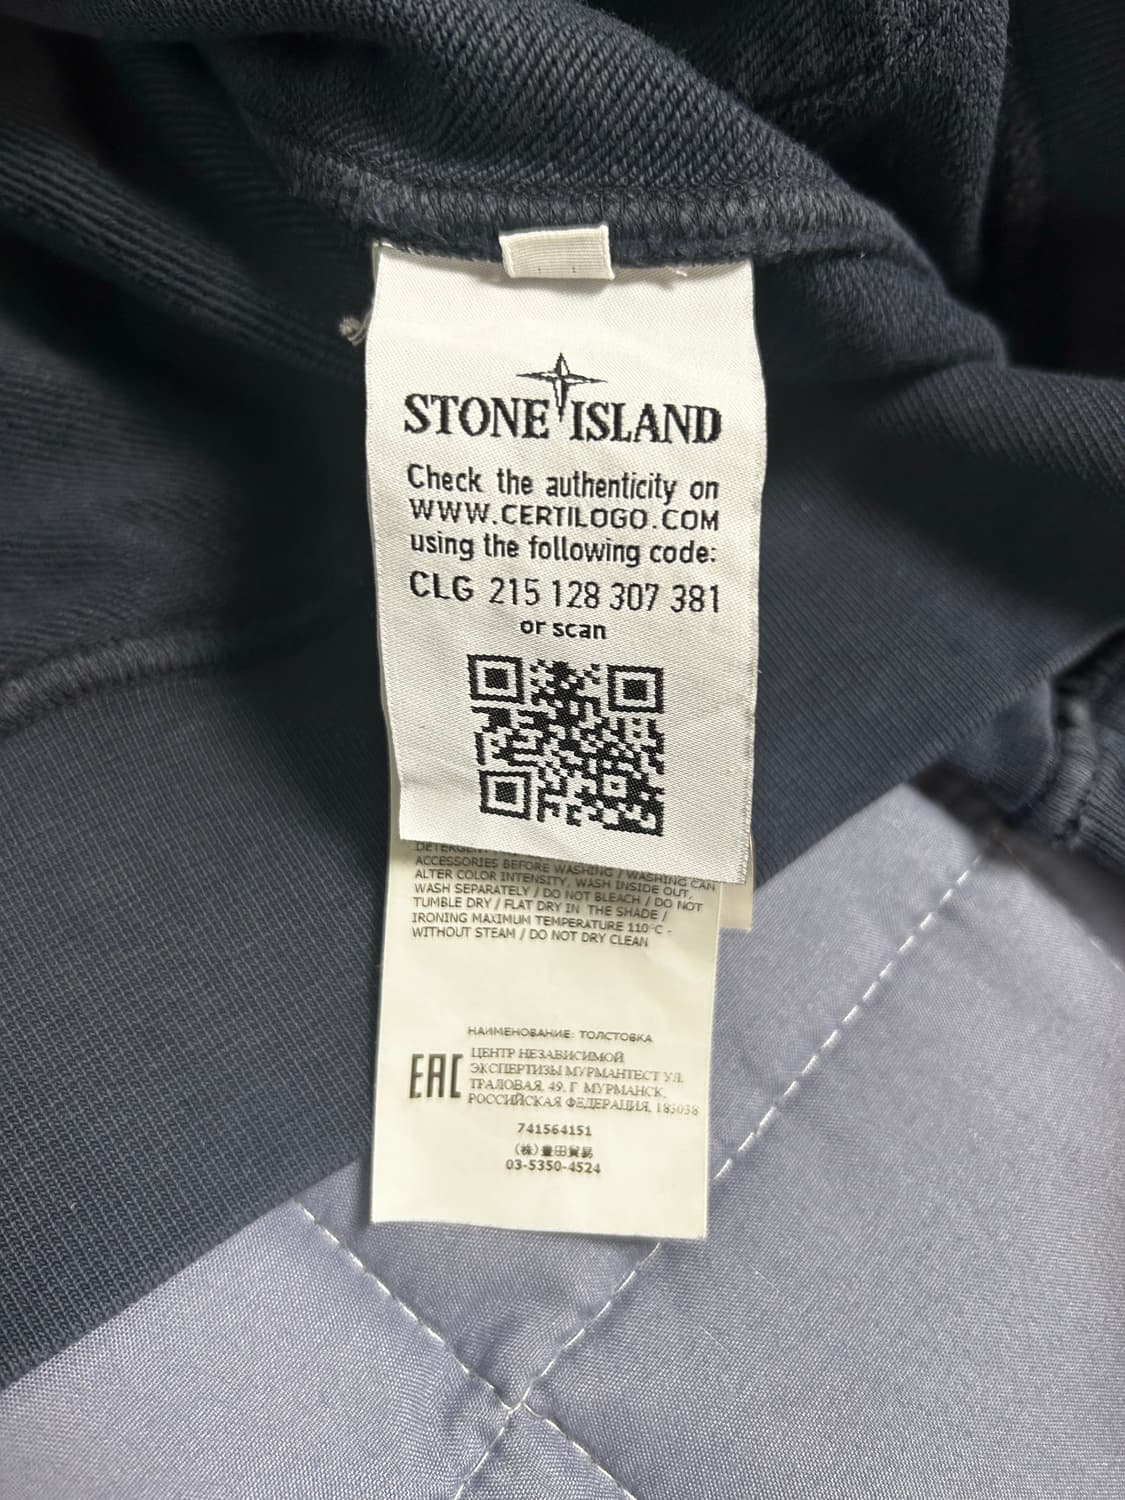 STONE ISLAND
Check the authenticity on
WWW.CERTILOGO.COM
using the following code:
CLG 215 128 307 381
or scan
ACCESSORIES BEFORE WASHING / WASHING CAN
ALTER COLOR INTENSITY, WASH INSIDE OUT,
WASH SEPARATELY / DO NOT BLEACH / DO NOT
TUMBLE DRY / FLAT DRY IN THE SHADE /
IRONING MAXIMUM TEMPERATURE 110°C -
WITHOUT STEAM / DO NOT DRY CLEAN
НАИМЕНОВАНИЕ: ТОЛСТОВКА
EAC
ЦЕНТР НЕЗАВИСИМОЙ
ЭКСПЕРТИЗЫ МУРМАНТЕСТ УЛ.
ТРАЛОВАЯ, 49, Г. МУРМАНСК,
РОССИЙСКАЯ ФЕДЕРАЦИЯ, 183038
741564151
(株)豊田貿易
03-5350-4524